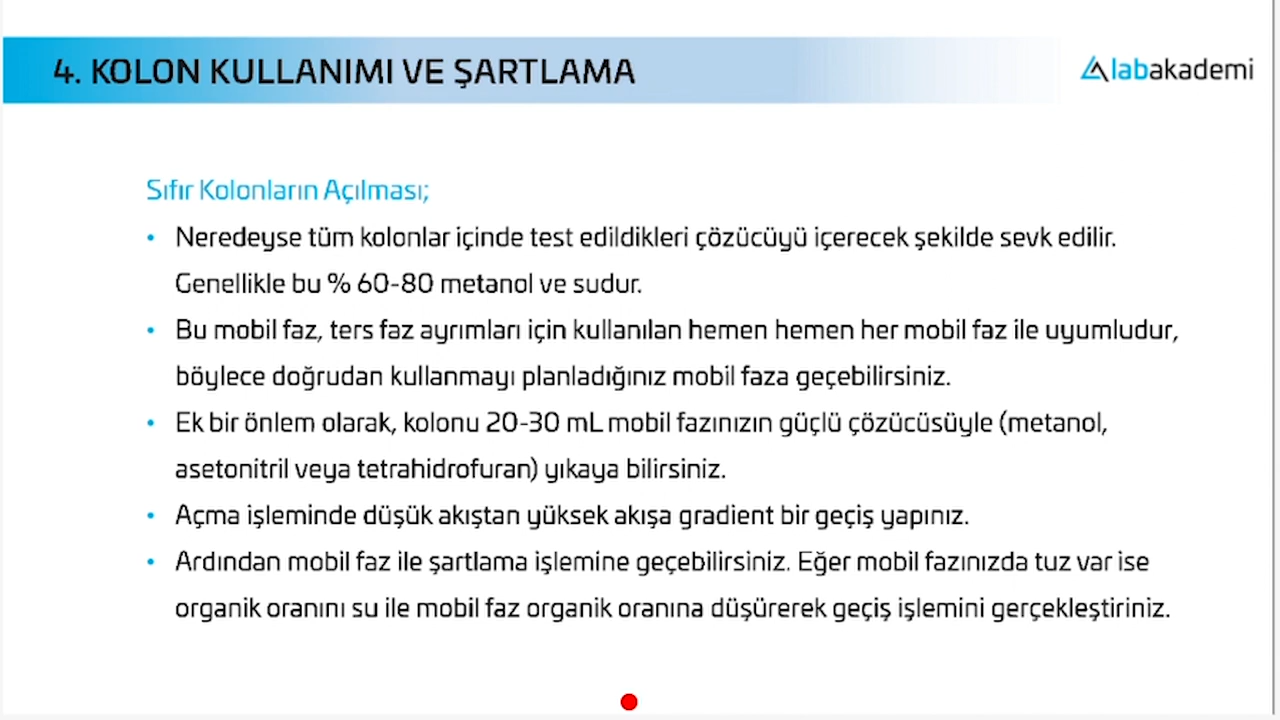 4. KOLON KULLANIMI VE ŞARTLAMA
labakademi
Sıfır Kolonların Açılması;
• Neredeyse tüm kolonlar içinde test edildikleri çözücüyü içerecek şekilde sevk edilir.
Genellikle bu % 60-80 metanol ve sudur.
• Bu mobil faz, ters faz ayrımları için kullanılan hemen hemen her mobil faz ile uyumludur,
böylece doğrudan kullanmayı planladığınız mobil faza geçebilirsiniz.
• Ek bir önlem olarak, kolonu 20-30 mL mobil fazınızın güçlü çözücüsüyle (metanol,
asetonitril veya tetrahidrofuran) yıkaya bilirsiniz.
• Açma işleminde düşük akıştan yüksek akışa gradient bir geçiş yapınız.
• Ardından mobil faz ile şartlama işlemine geçebilirsiniz. Eğer mobil fazınızda tuz var ise
organik oranını su ile mobil faz organik oranına düşürerek geçiş işlemini gerçekleştiriniz.